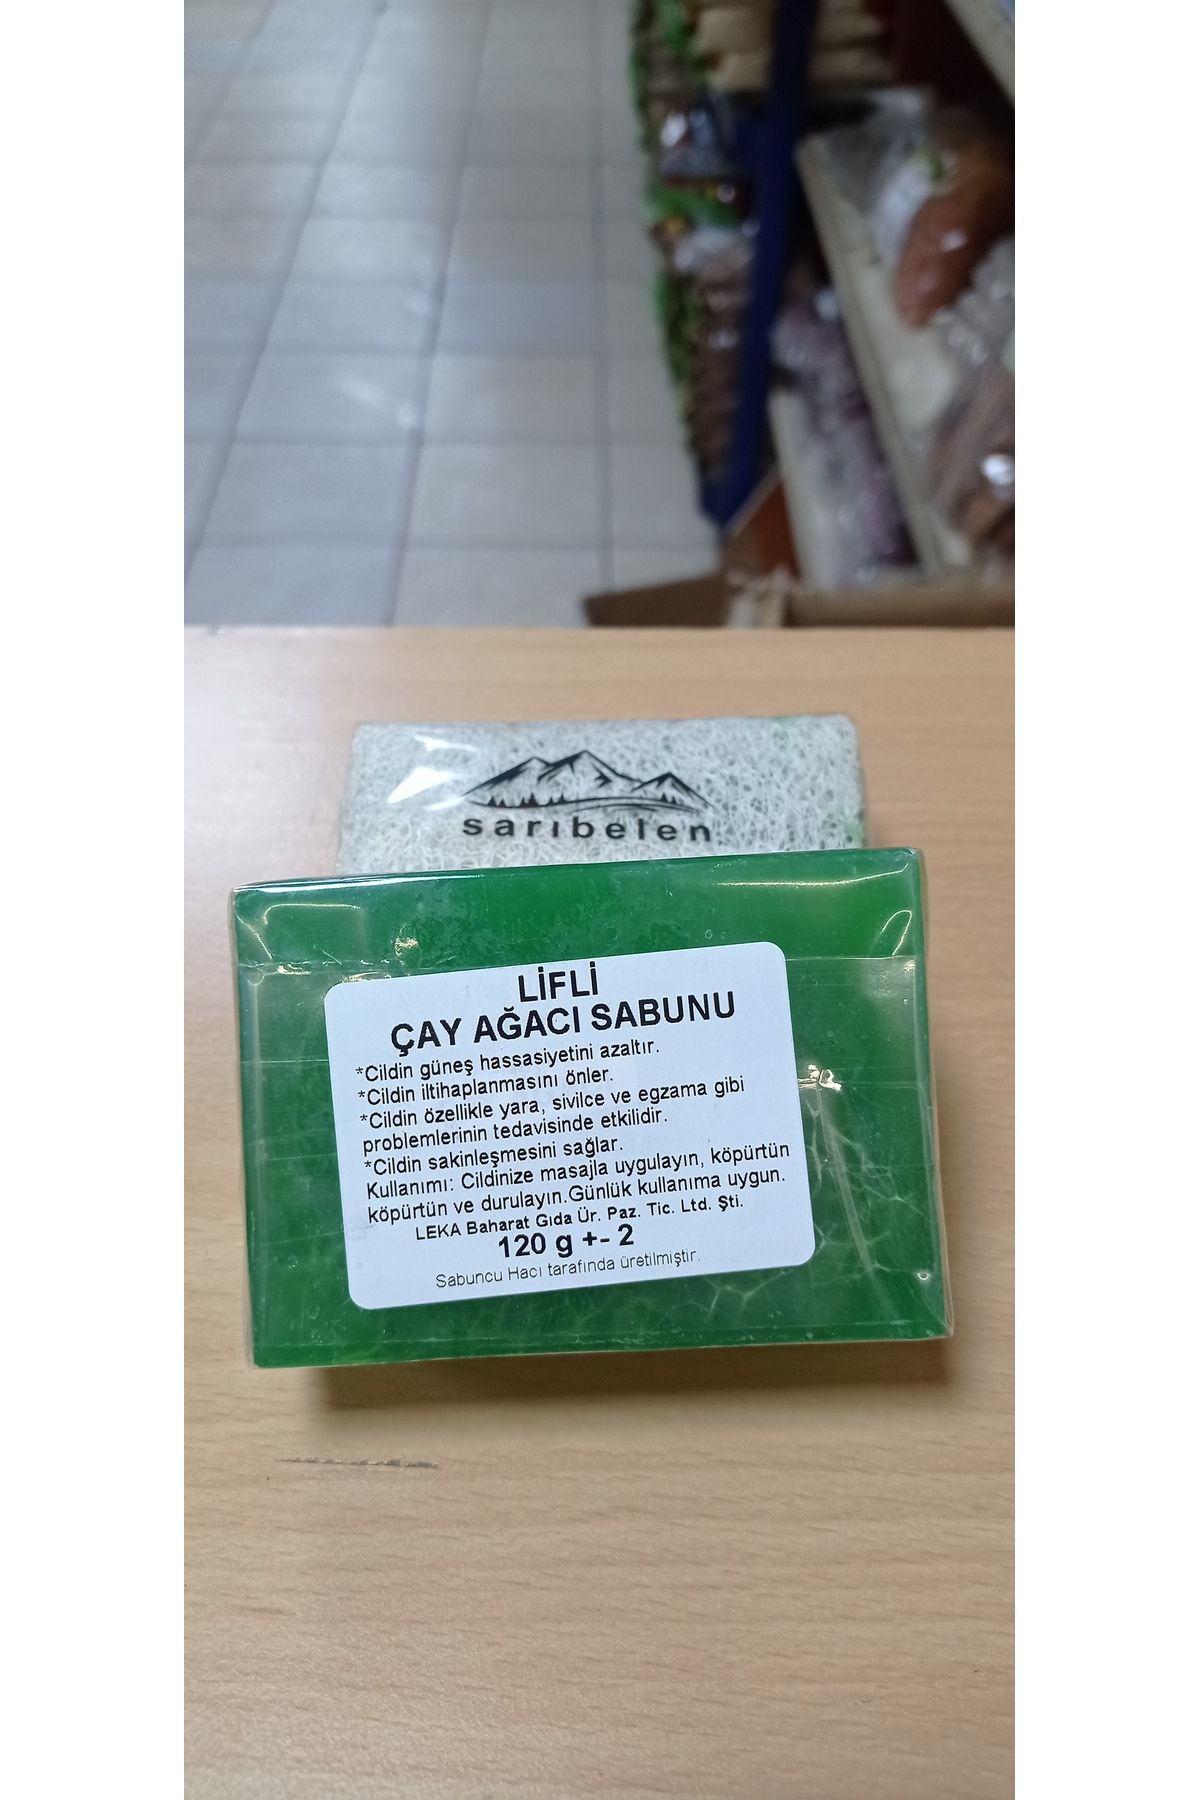 sarıbelen
LİFLİ
ÇAY AĞACI SABUNU
*Cildin güneş hassasiyetini azaltır.
*Cildin iltihaplanmasını önler.
*Cildin özellikle yara, sivilce ve egzama gibi
problemlerinin tedavisinde etkilidir.
*Cildin sakinleşmesini sağlar.
Kullanımı: Cildinize masajla uygulayın, köpürtün
köpürtün ve durulayın.Günlük kullanıma uygun.
LEKA Baharat Gıda Ür. Paz. Tic. Ltd. Şti.
120 g +- 2
Sabuncu Hacı tarafında üretilmiştir.